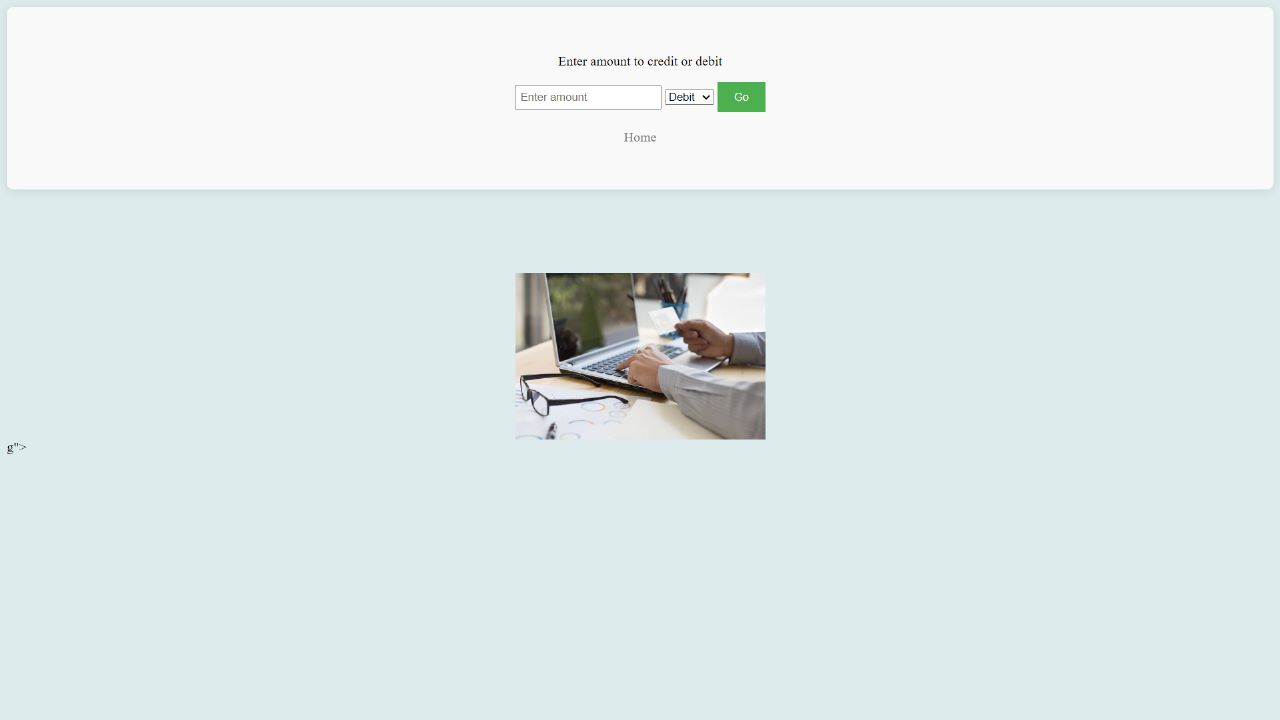 Enter amount to credit or debit
Enter amount Debit Go
Home
g">